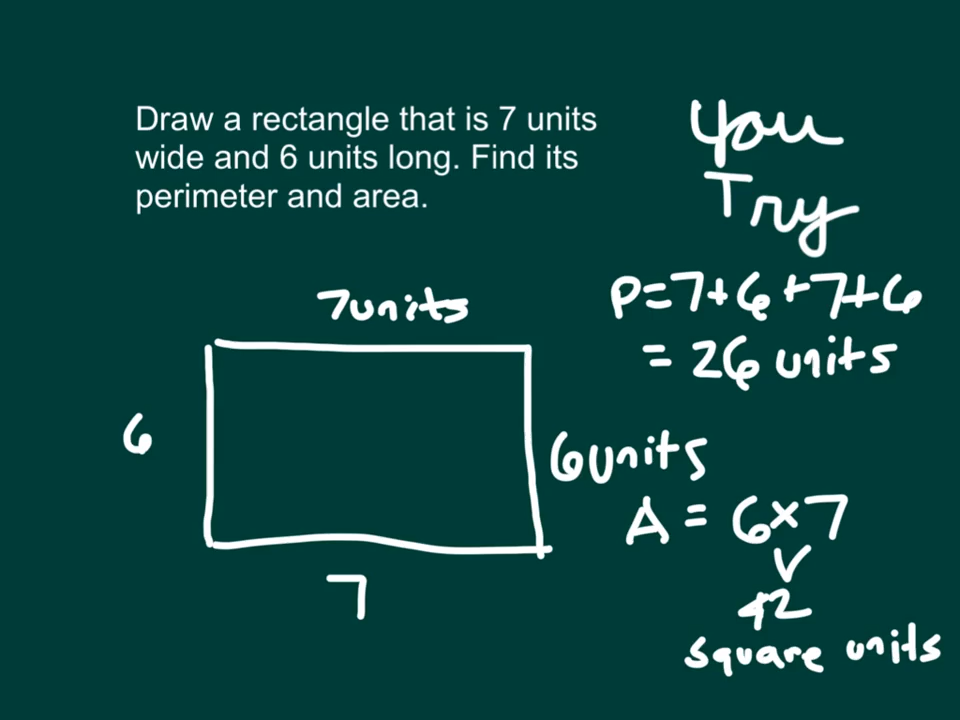 Draw a rectangle that is 7 units
wide and 6 units long. Find its
perimeter and area.
You
Try
P=7+6+7+6
= 26 units
7units
6
6units
7
A = 6x7
42
square units